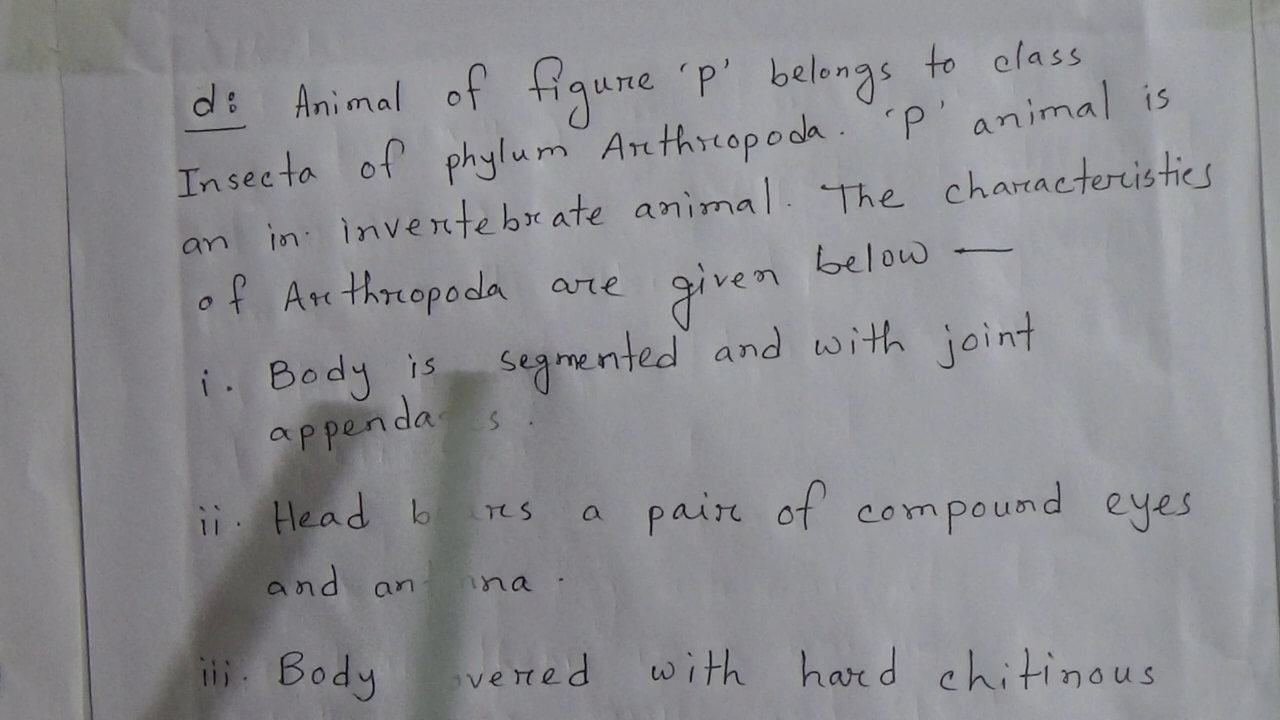 d: Animal of figure 'P' belongs to class
Insecta of phylum Arthropoda. 'P' animal is
an in invertebrate animal. The characteristics
of Arthropoda are given below —
i. Body is segmented and with joint
ii. Head a pair of compound eyes
and
iii. Body with hard chitinous